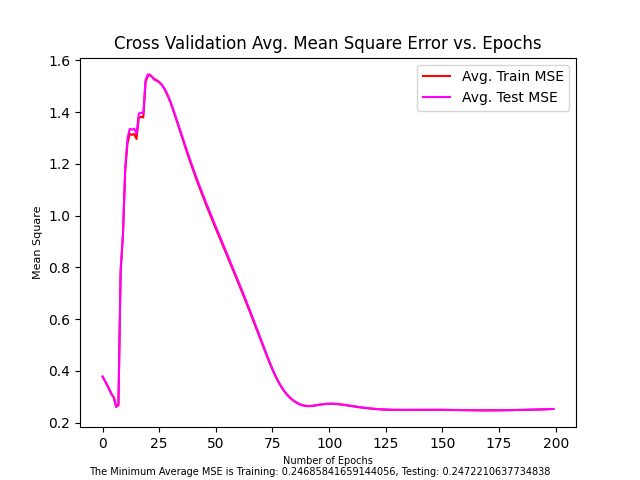 Cross Validation Avg. Mean Square Error vs. Epochs
Avg. Train MSE
Avg. Test MSE
1.6
1.4
1.2
1.0
0.8
0.6
0.4
0.2
Mean Square
0 25 50 75 100 125 150 175 200
Number of Epochs
The Minimum Average MSE is Training: 0.24685841659144056, Testing: 0.2472210637734838